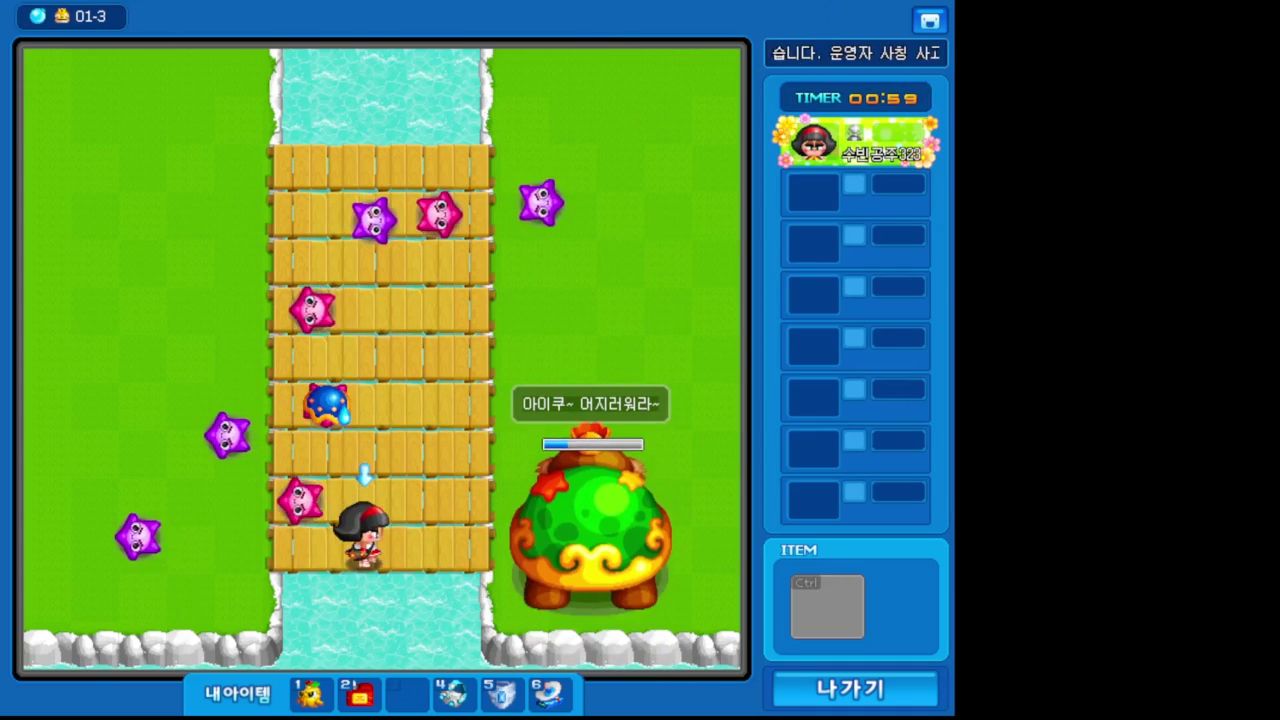 01-3
습니다. 운영자 사칭 사고
TIMER 00:59
수빈공주323
아이쿠~ 어지러워라~
ITEM
Ctrl
내아이템
1
2
4
5
6
나가기